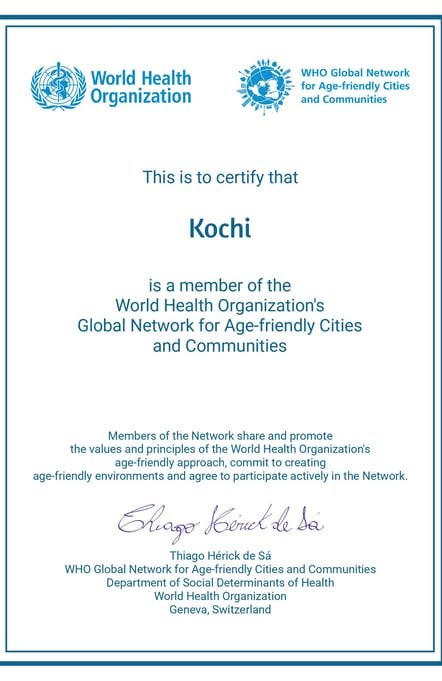 World Health
Organization
WHO Global Network
for Age-friendly Cities
and Communities
This is to certify that
Kochi
is a member of the
World Health Organization's
Global Network for Age-friendly Cities
and Communities
Members of the Network share and promote
the values and principles of the World Health Organization's
age-friendly approach, commit to creating
age-friendly environments and agree to participate actively in the Network.
Thiago Hérick de Sá
Thiago Hérick de Sá
WHO Global Network for Age-friendly Cities and Communities
Department of Social Determinants of Health
World Health Organization
Geneva, Switzerland